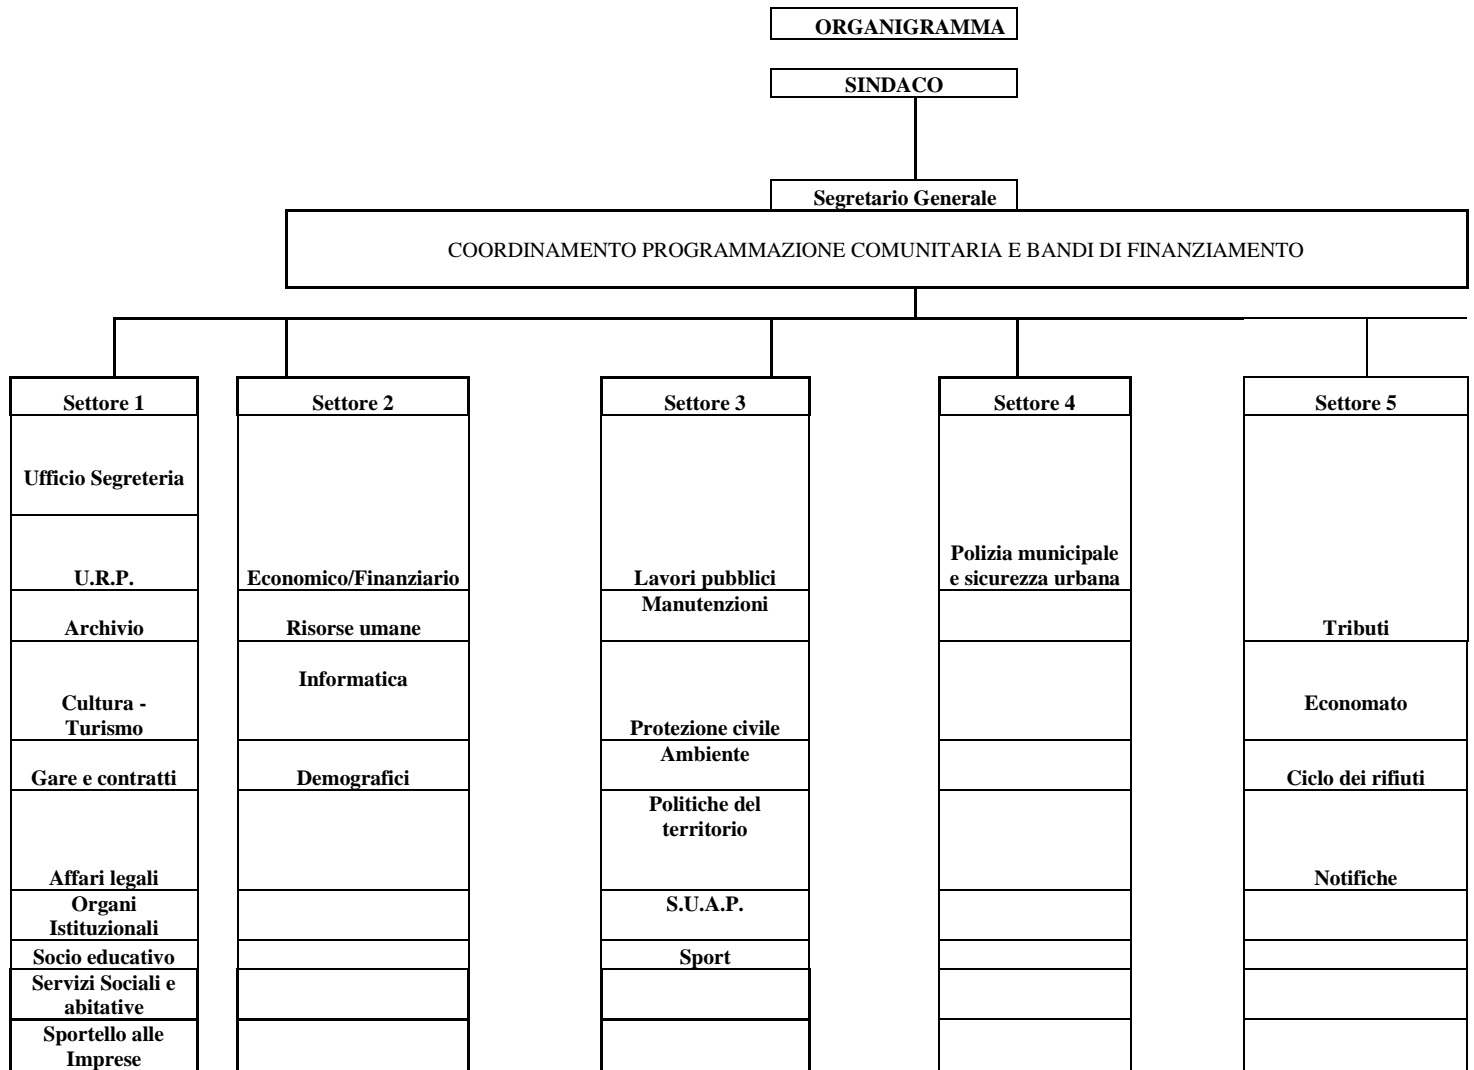 ORGANIGRAMMA
SINDACO
Segretario Generale
COORDINAMENTO PROGRAMMAZIONE COMUNITARIA E BANDI DI FINANZIAMENTO
Settore 1
Ufficio Segreteria
U.R.P.
Archivio
Cultura -
Turismo
Gare e contratti
Affari legali
Organi
Istituzionali
Socio educativo
Servizi Sociali e
abitative
Sportello alle
Imprese
Settore 2
Economico/Finanziario
Risorse umane
Informatica
Demografici
Settore 3
Lavori pubblici
Manutenzioni
Protezione civile
Ambiente
Politiche del
territorio
S.U.A.P.
Sport
Settore 4
Polizia municipale
e sicurezza urbana
Settore 5
Tributi
Economato
Ciclo dei rifiuti
Notifiche